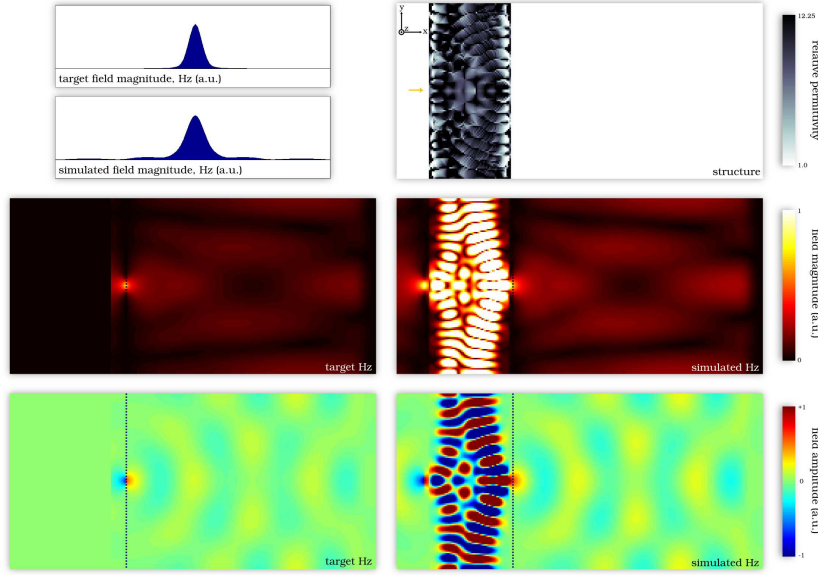 target field magnitude, Hz (a.u.)
simulated field magnitude, Hz (a.u.)
y
z
x
structure
12.25
relative permittivity
1.0
target Hz
simulated Hz
1
field magnitude (a.u.)
0
target Hz
simulated Hz
+1
field amplitude (a.u.)
-1